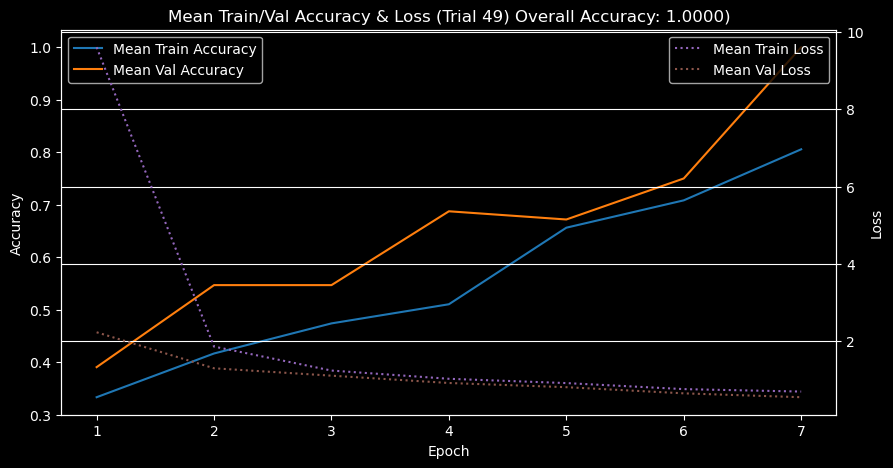 Mean Train/Val Accuracy & Loss (Trial 49) Overall Accuracy: 1.0000)
Mean Train Accuracy
Mean Val Accuracy
Mean Train Loss
Mean Val Loss
Accuracy
1.0
0.9
0.8
0.7
0.6
0.5
0.4
0.3
10
8
6
4
2
Loss
1 2 3 4 5 6 7
Epoch